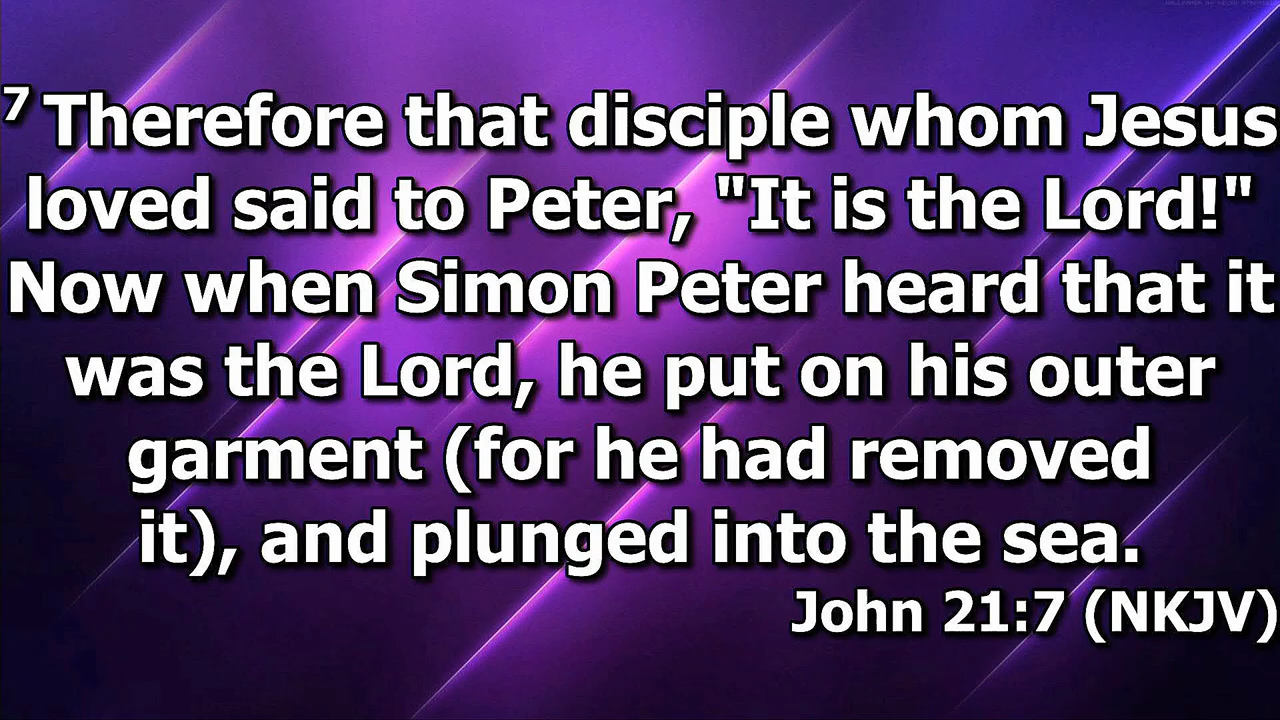 7 Therefore that disciple whom Jesus
loved said to Peter, "It is the Lord!"
Now when Simon Peter heard that it
was the Lord, he put on his outer
garment (for he had removed
it), and plunged into the sea.
John 21:7 (NKJV)